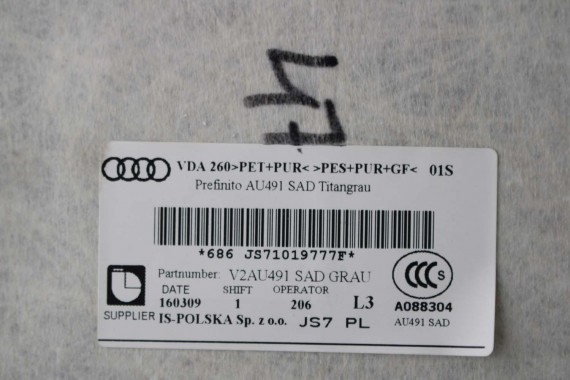 VDA 260>PET+PUR< >PES+PUR+GF< 01S
Prefinito AU491 SAD Titangrau
*686 JS71019777F*
Partnumber: V2AU491 SAD GRAU
DATE SHIFT OPERATOR
160309 1 206 L3
CCC S
A088304
SUPPLIER IS-POLSKA Sp. z o.o. JS7 PL AU491 SAD